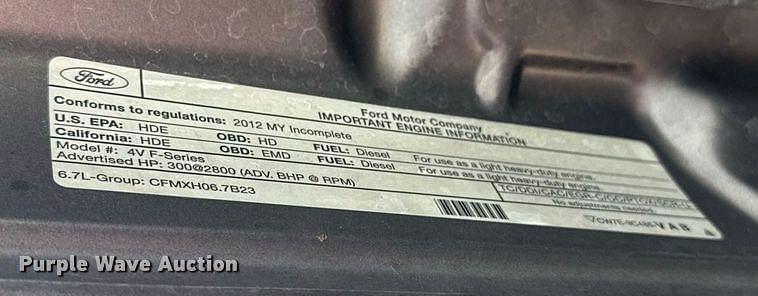 Ford
Ford Motor Company
IMPORTANT ENGINE INFORMATION
Conforms to regulations: 2012 MY Incomplete
U.S. EPA: HDE OBD: HD FUEL: Diesel For use as a light heavy-duty engine.
California: HDE OBD: EMD FUEL: Diesel For use as a light heavy-duty engine.
Model #: 4V F-Series
Advertised HP: 300@2800 (ADV. BHP @ RPM)
6.7L-Group: CFMXH06.7B23
VAB
Purple Wave Auction